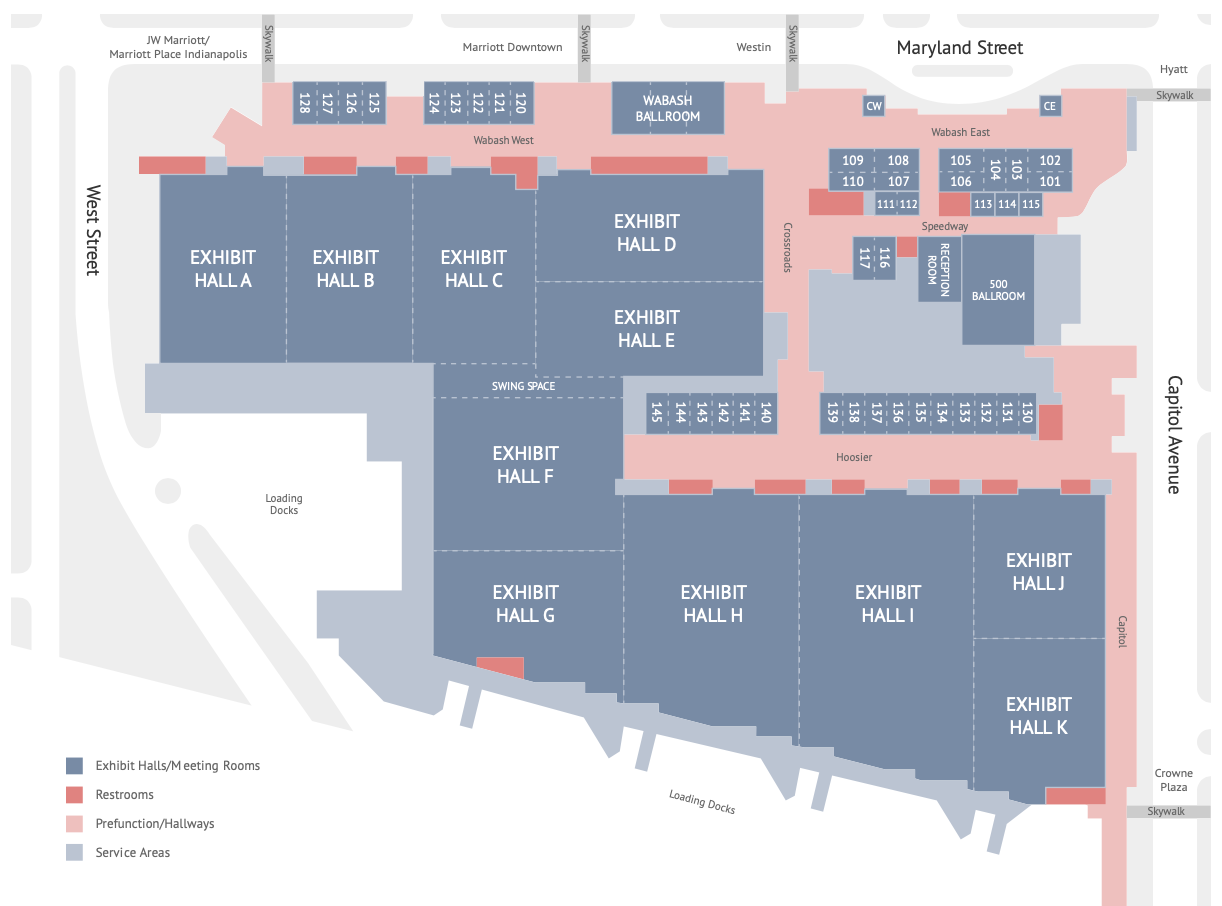 JW Marriott/
Marriott Place Indianapolis
Skywalk
Marriott Downtown
Skywalk
Westin
Skywalk
Maryland Street
Hyatt
Skywalk
128
127
126
125
124
123
122
121
120
WABASH
BALLROOM
CW
CE
Wabash West
Wabash East
109
108
110
107
105
104
103
102
106
101
111
112
113
114
115
Speedway
117
116
RECEPTION
ROOM
500
BALLROOM
Crossroads
West Street
EXHIBIT
HALL A
EXHIBIT
HALL B
EXHIBIT
HALL C
EXHIBIT
HALL D
EXHIBIT
HALL E
SWING SPACE
145
144
143
142
141
140
139
138
137
136
135
134
133
132
131
130
Capitol Avenue
Hoosier
EXHIBIT
HALL F
Loading
Docks
EXHIBIT
HALL G
EXHIBIT
HALL H
EXHIBIT
HALL I
EXHIBIT
HALL J
EXHIBIT
HALL K
Capitol
Exhibit Halls/Meeting Rooms
Restrooms
Prefunction/Hallways
Service Areas
Loading Docks
Crowne
Plaza
Skywalk